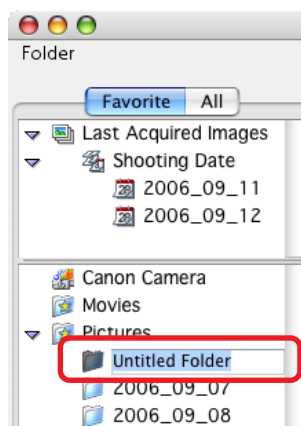 Folder
Favorite All
Last Acquired Images
Shooting Date
2006_09_11
2006_09_12
Canon Camera
Movies
Pictures
Untitled Folder
2006_09_07
2006_09_08